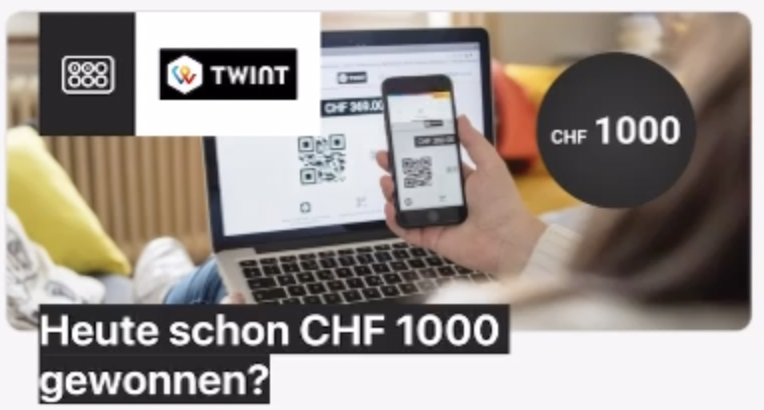 TWINT
CHF 369.00
CHF 1000
Heute schon CHF 1000
gewonnen?